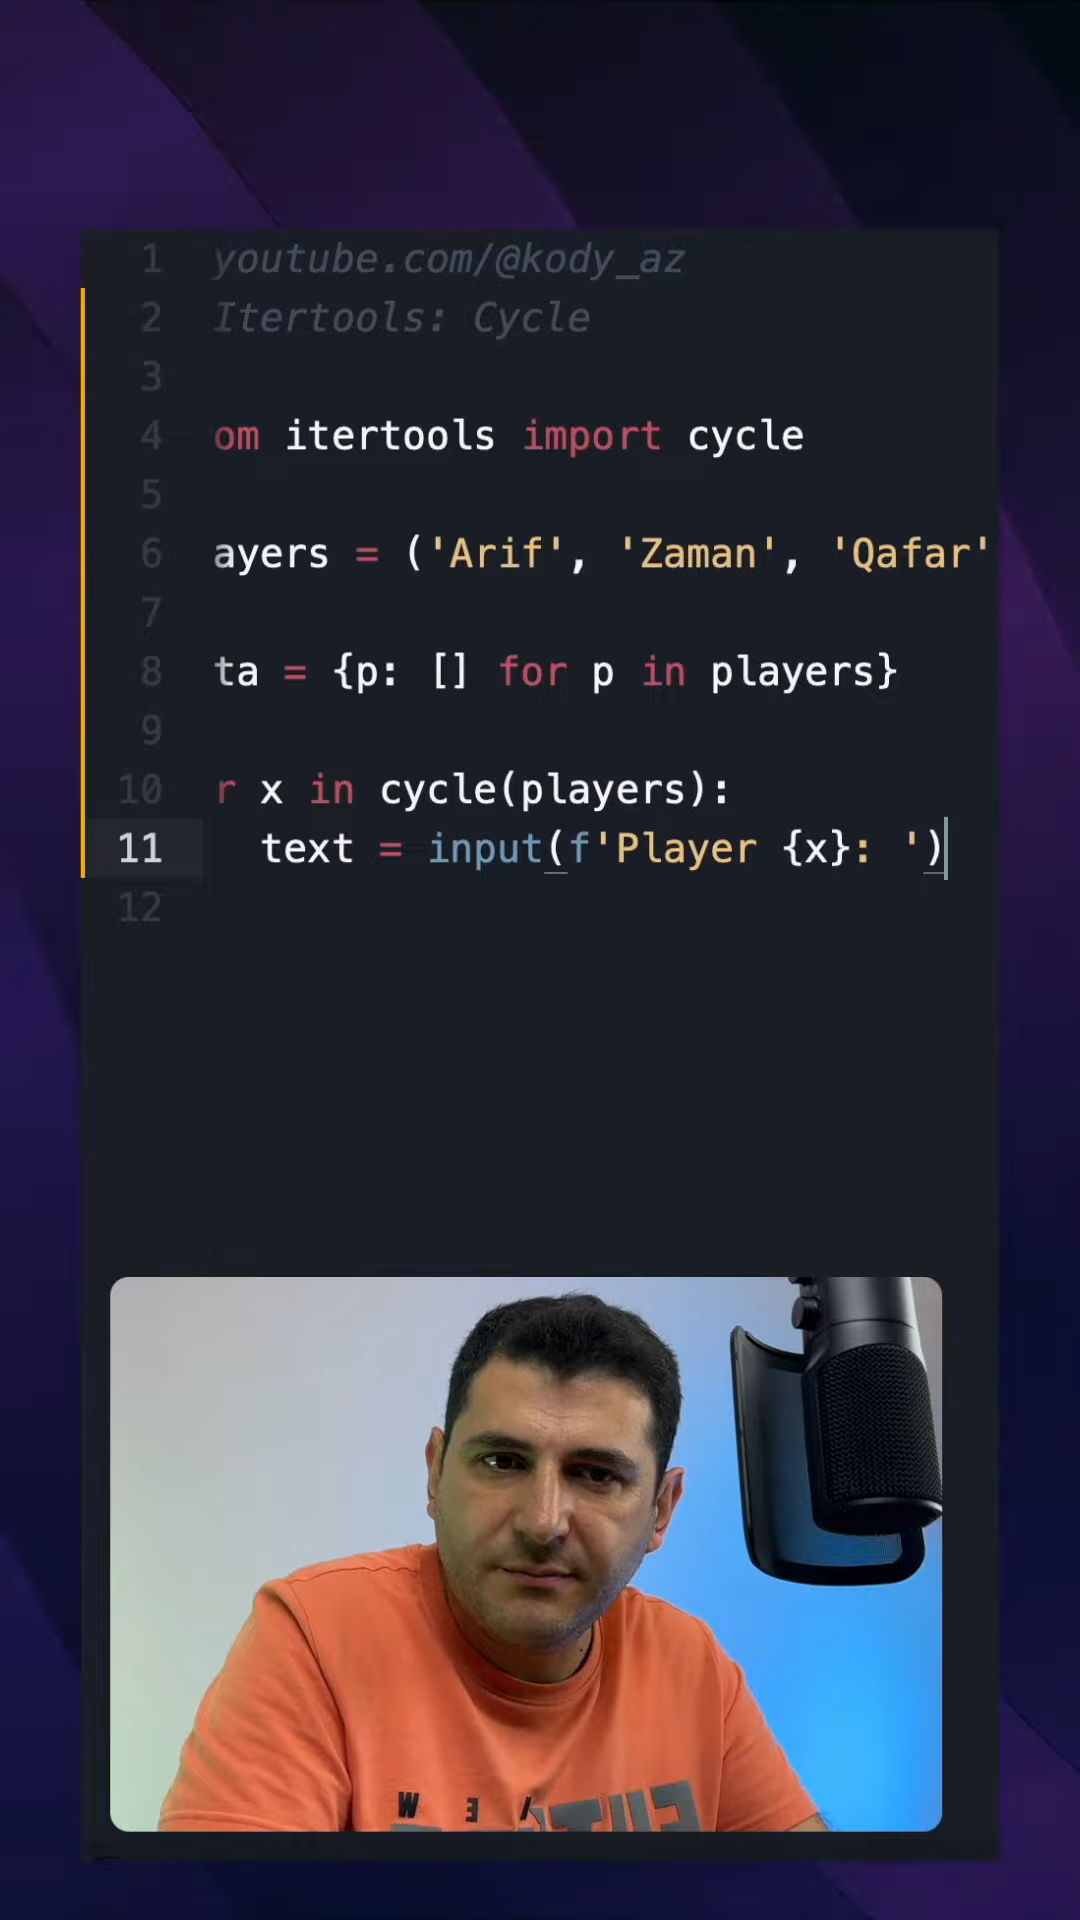 1 youtube.com/@kody_az
2 Itertools: Cycle
3
4 om itertools import cycle
5
6 ayers = ('Arif', 'Zaman', 'Qafar'
7
8 ta = {p: [] for p in players}
9
10 r x in cycle(players):
11 text = input(f'Player {x}: ')
12